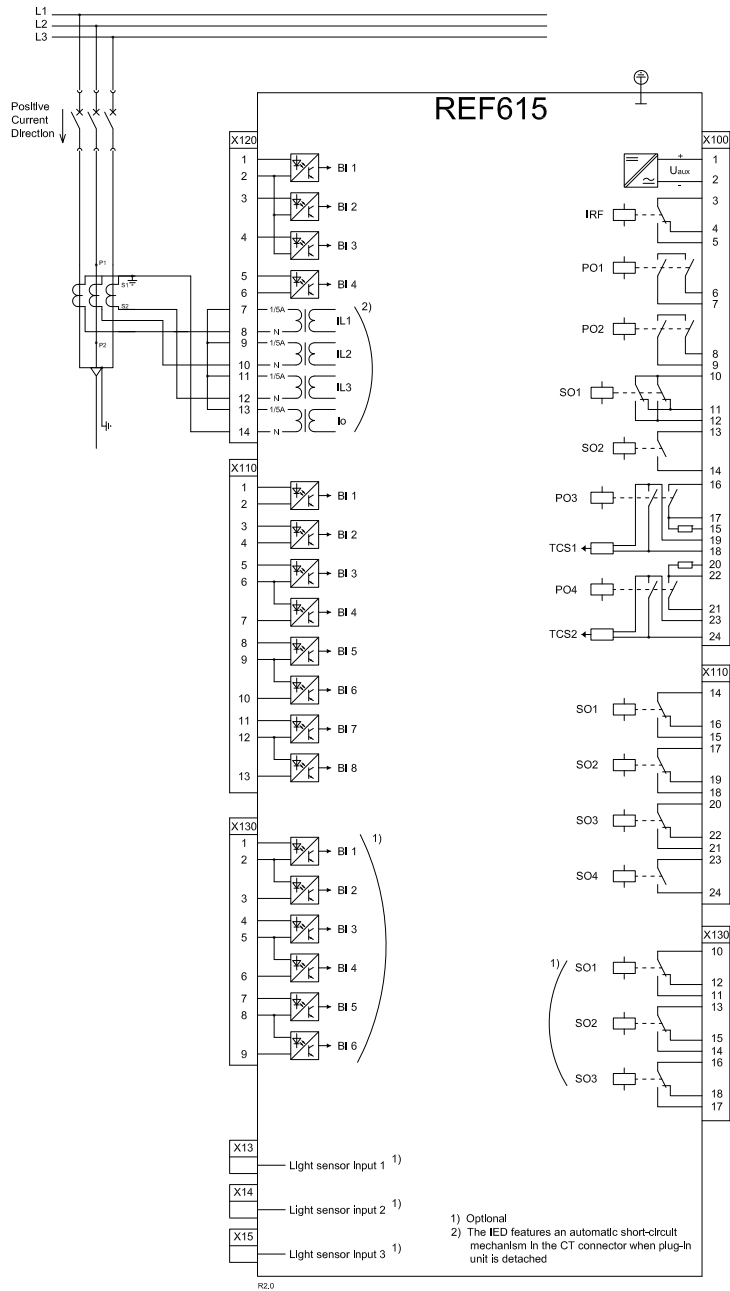 L1
L2
L3
Positive
Current
Direction
REF615
P1
S1
S2
P2
X120
1
2
3
4
5
6
7
8
9
10
11
12
13
14
BI 1
BI 2
BI 3
BI 4
1/5A
N
IL1
1/5A
N
IL2
1/5A
N
IL3
1/5A
N
Io
2)
X110
1
2
3
4
5
6
7
8
9
10
11
12
13
BI 1
BI 2
BI 3
BI 4
BI 5
BI 6
BI 7
BI 8
X130
1
2
3
4
5
6
7
8
9
BI 1
BI 2
BI 3
BI 4
BI 5
BI 6
1)
X13
Light sensor input 1 1)
X14
Light sensor input 2 1)
X15
Light sensor input 3 1)
X100
+
Uaux
-
1
2
IRF
3
4
5
PO1
6
7
PO2
8
9
SO1
10
11
12
SO2
13
14
PO3
16
17
15
19
18
TCS1
PO4
20
22
21
23
24
TCS2
X110
SO1
14
16
15
SO2
17
19
18
SO3
20
22
21
SO4
23
24
X130
1)
SO1
10
12
11
SO2
13
15
14
SO3
16
18
17
1) Optional
2) The IED features an automatic short-circuit
mechanism in the CT connector when plug-in
unit is detached
R2.0